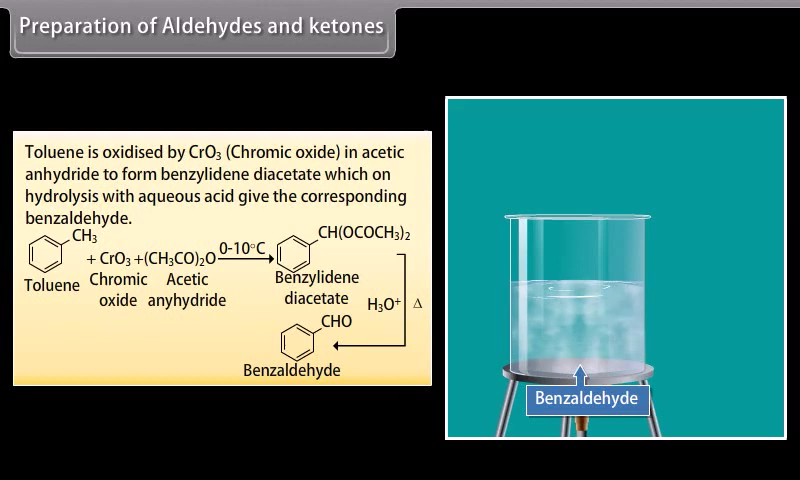 Preparation of Aldehydes and ketones
Toluene is oxidised by CrO₃ (Chromic oxide) in acetic
anhydride to form benzylidene diacetate which on
hydrolysis with aqueous acid give the corresponding
benzaldehyde.
CH₃
CH(OCOCH₃)₂
+ CrO₃ +(CH₃CO)₂O
0-10°C
Toluene
Chromic
oxide
Acetic
anyhydride
Benzylidene
diacetate
H₃O⁺
Δ
CHO
Benzaldehyde
Benzaldehyde